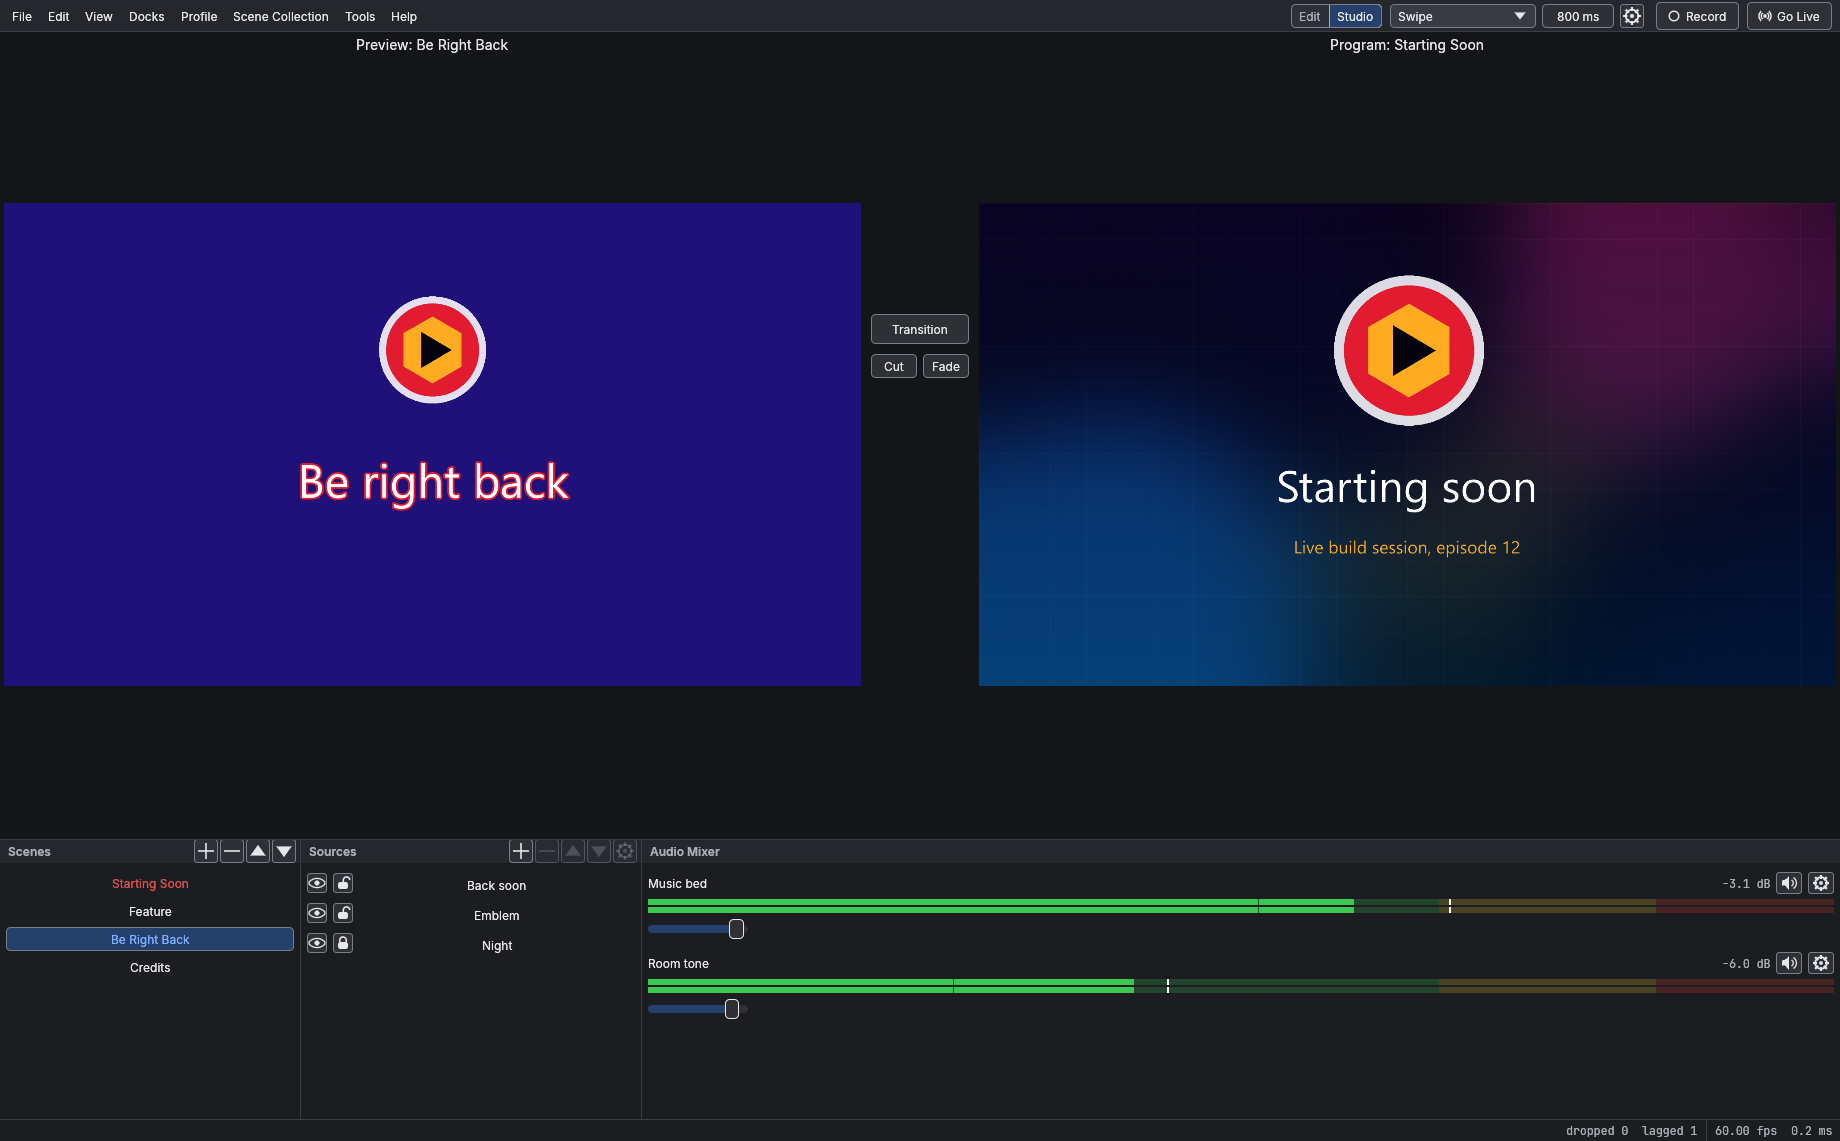 File Edit View Docks Profile Scene Collection Tools Help Edit Studio Swipe 800 ms Record Go Live
Preview: Be Right Back
Program: Starting Soon
Be right back
Transition
Cut Fade
Starting soon
Live build session, episode 12
Scenes
Starting Soon
Feature
Be Right Back
Credits
Sources
Back soon
Emblem
Night
Audio Mixer
Music bed -3.1 dB
Room tone -6.0 dB
dropped 0 lagged 1 60.00 fps 0.2 ms